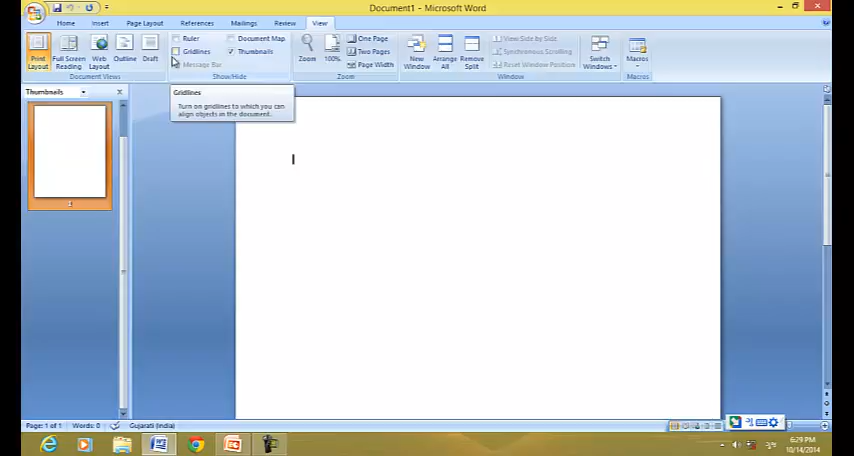 Document1 - Microsoft Word
Home Insert Page Layout References Mailings Review View
Ruler Document Map One Page View Side by Side
Gridlines Thumbnails Two Pages Synchronous Scrolling
Message Bar Page Width Reset Window Position
Print Layout Full Screen Reading Web Layout Outline Draft Zoom 100% New Window Arrange All Remove Split Switch Windows Macros
Document Views Show/Hide Zoom Window Macros
Thumbnails
Gridlines
Turn on gridlines to which you can
align objects in the document.
1
Page: 1 of 1 Words: 0 Gujarati (India)
6:29 PM
10/14/2014